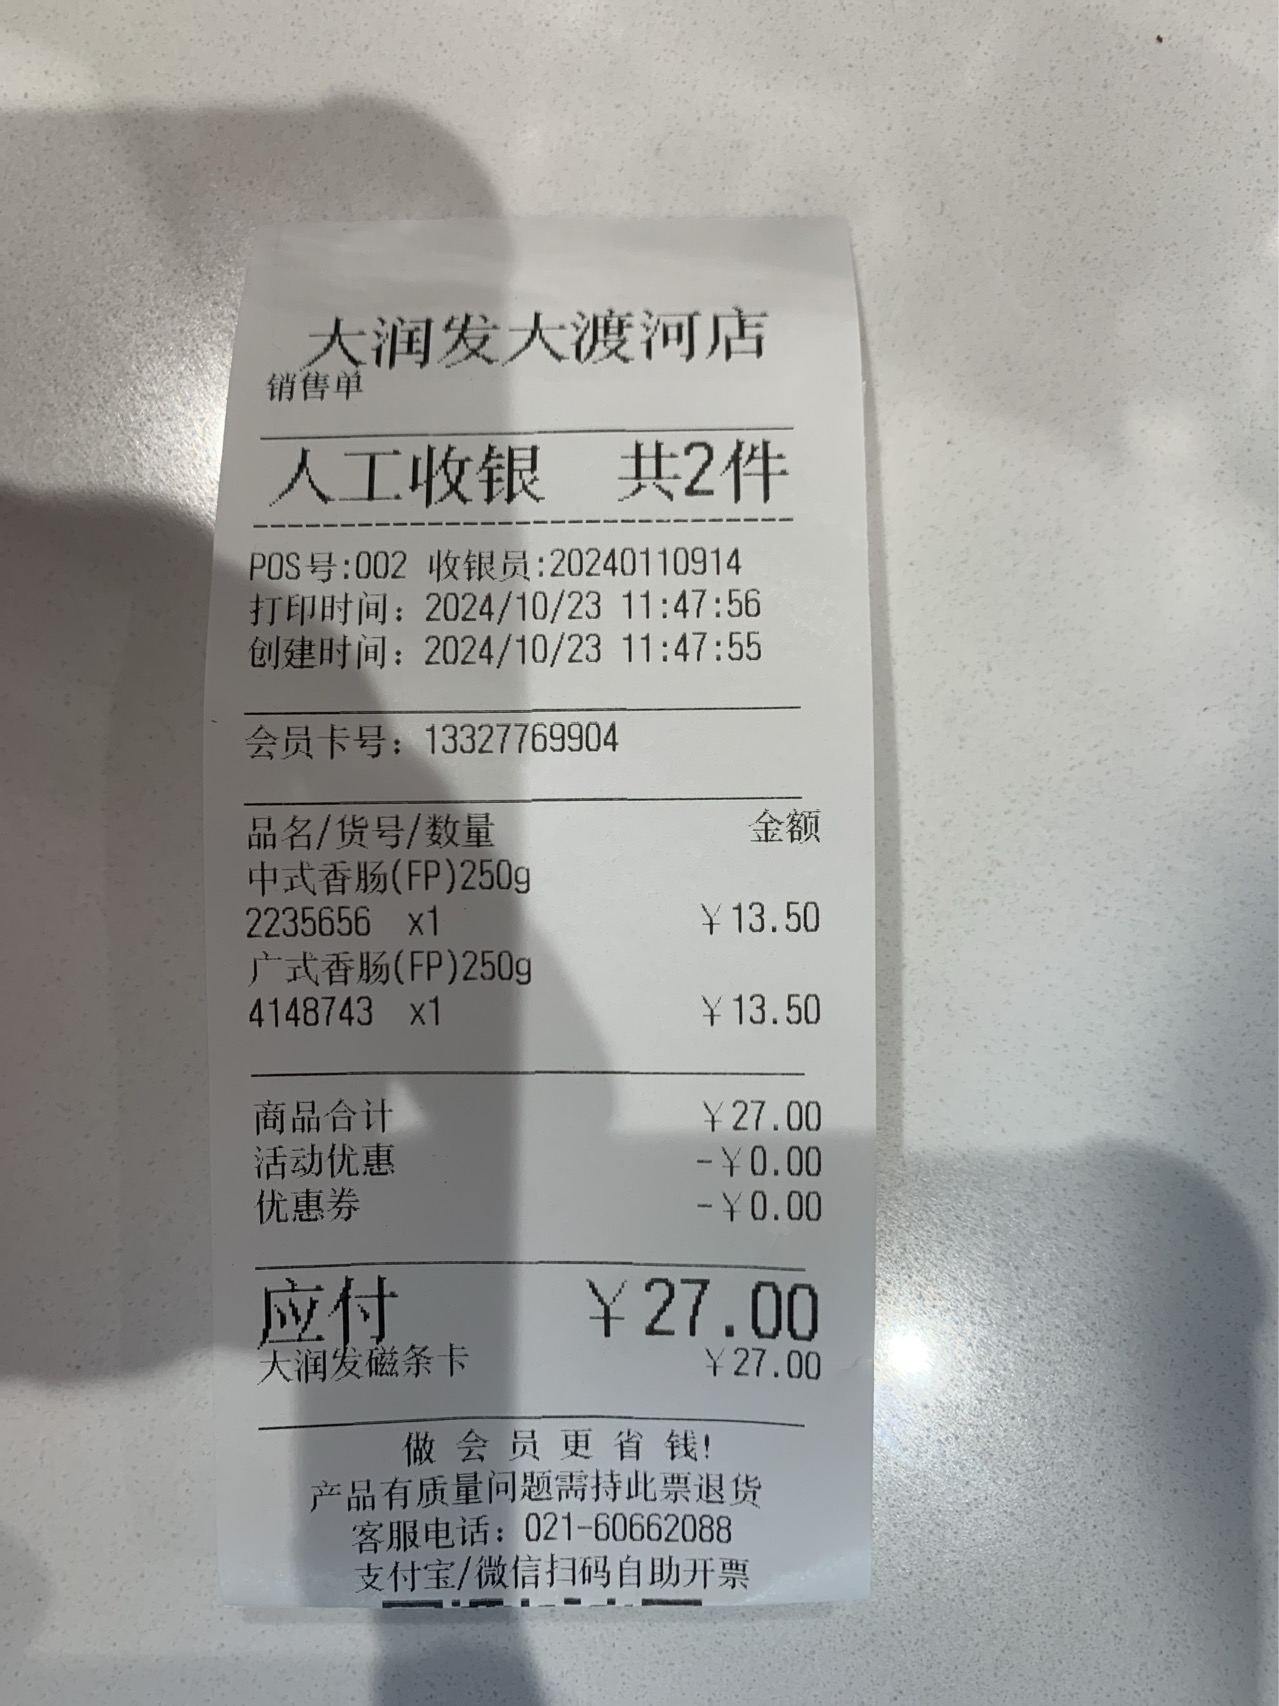 大润发大渡河店
销售单
人工收银 共2件
POS号:002 收银员:20240110914
打印时间：2024/10/23 11:47:56
创建时间：2024/10/23 11:47:55
会员卡号：13327769904
品名/货号/数量 金额
中式香肠(FP)250g
2235656 x1 ￥13.50
广式香肠(FP)250g
4148743 x1 ￥13.50
商品合计 ￥27.00
活动优惠 -￥0.00
优惠券 -￥0.00
应付 ￥27.00
大润发磁条卡 ￥27.00
做会员更省钱!
产品有质量问题需持此票退货
客服电话：021-60662088
支付宝/微信扫码自助开票